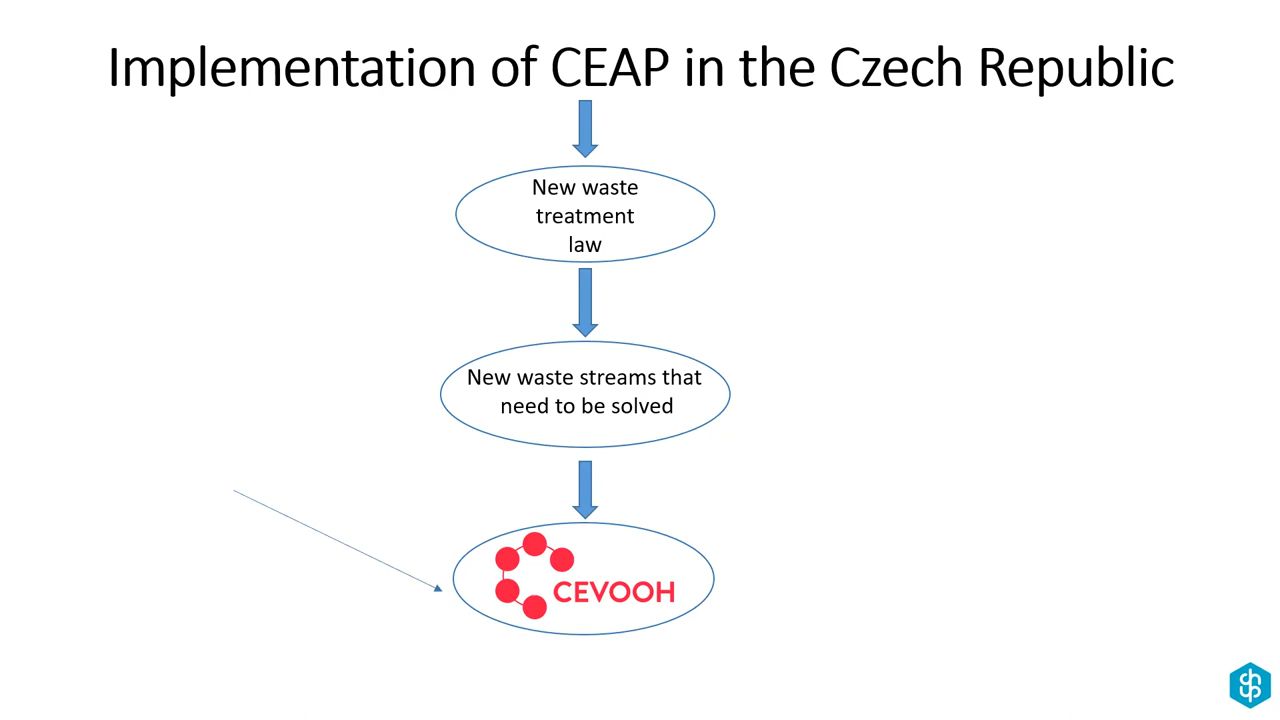 Implementation of CEAP in the Czech Republic
New waste
treatment
law
New waste streams that
need to be solved
CEVOOH